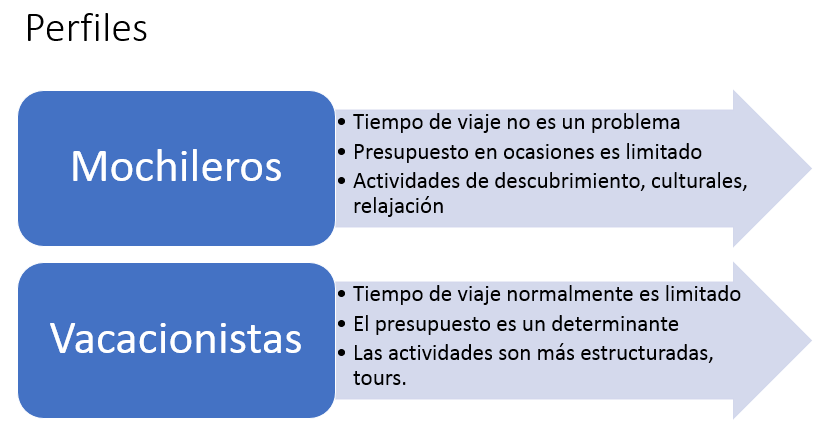 Perfiles
Mochileros
• Tiempo de viaje no es un problema
• Presupuesto en ocasiones es limitado
• Actividades de descubrimiento, culturales,
relajación
Vacacionistas
• Tiempo de viaje normalmente es limitado
• El presupuesto es un determinante
• Las actividades son más estructuradas,
tours.